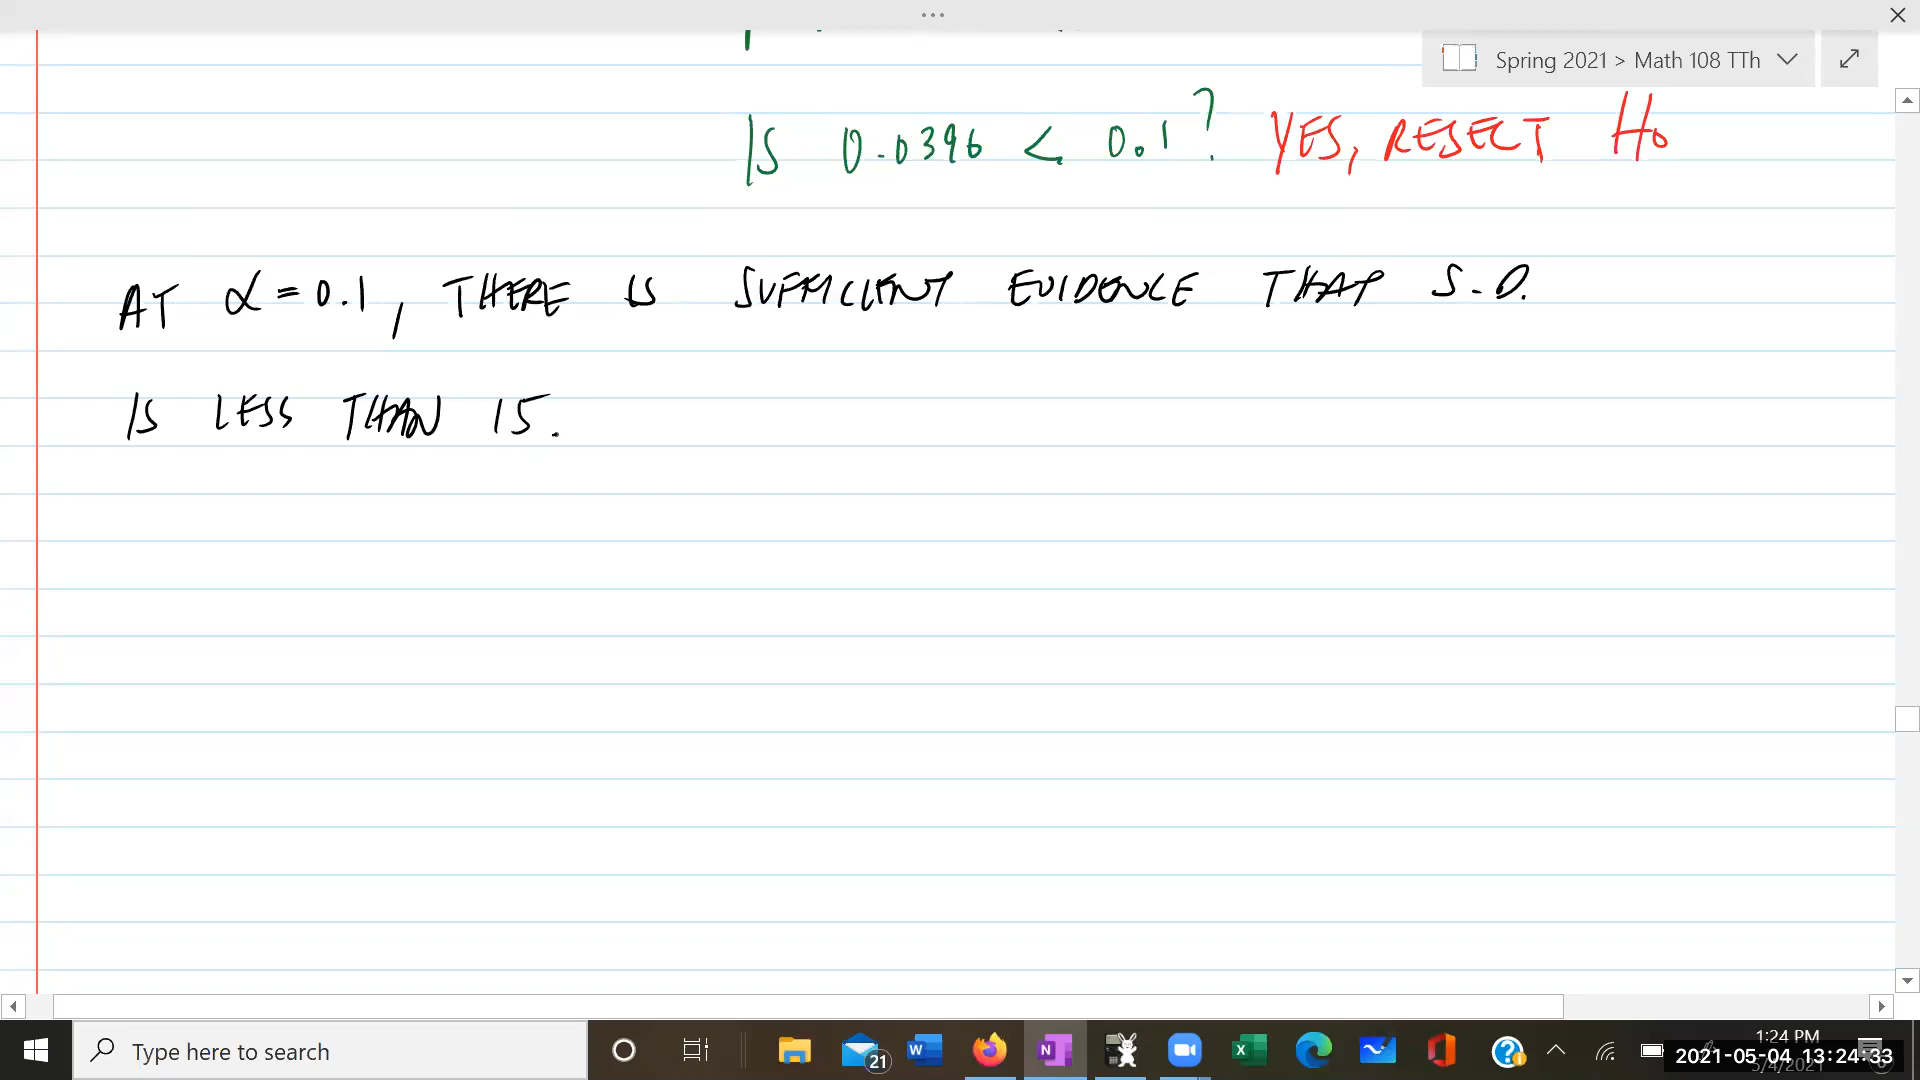 Spring 2021 > Math 108 TTh
IS 0.0396 < 0.1? YES, REJECT H₀
AT α = 0.1, THERE IS SUFFICIENT EVIDENCE THAT S.D.
IS LESS THAN 15.
Type here to search
21
1:24 PM
2021-05-04 13:24:33